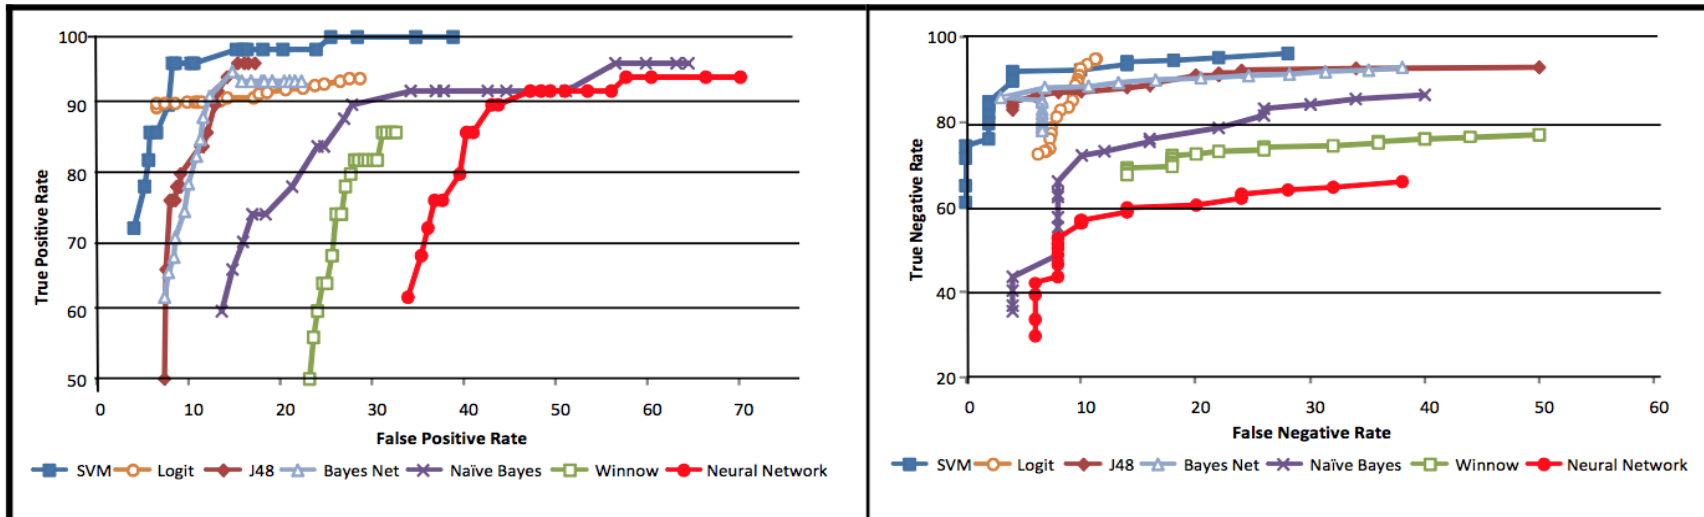 100
90
80
70
60
50
True Positive Rate
0 10 20 30 40 50 60 70
False Positive Rate
SVM Logit J48 Bayes Net Naïve Bayes Winnow Neural Network
100
80
60
40
20
True Negative Rate
0 10 20 30 40 50 60
False Negative Rate
SVM Logit J48 Bayes Net Naïve Bayes Winnow Neural Network